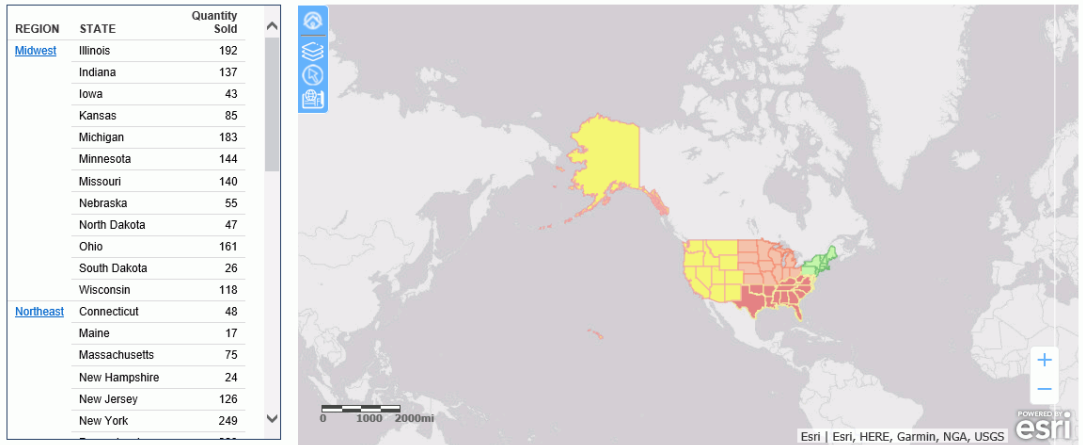 REGION STATE Quantity Sold
Midwest Illinois 192
Indiana 137
Iowa 43
Kansas 85
Michigan 183
Minnesota 144
Missouri 140
Nebraska 55
North Dakota 47
Ohio 161
South Dakota 26
Wisconsin 118
Northeast Connecticut 48
Maine 17
Massachusetts 75
New Hampshire 24
New Jersey 126
New York 249
0 1000 2000mi
+
−
POWERED BY
esri
Esri | Esri, HERE, Garmin, NGA, USGS